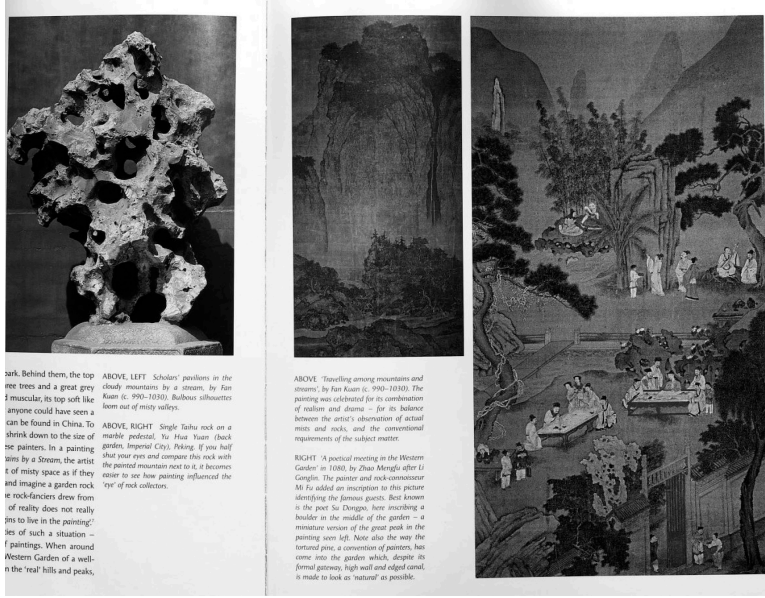 park. Behind them, the top
three trees and a great grey
muscular, its top soft like
anyone could have seen a
can be found in China. To
shrink down to the size of
these painters. In a painting
Mountains by a Stream, the artist
of misty space as if they
and imagine a garden rock
the rock-fanciers drew from
of reality does not really
begins to live in the painting'.
of such a situation –
of paintings. When around
Western Garden of a well-
in the 'real' hills and peaks,
ABOVE, LEFT Scholars' pavilions in the
cloudy mountains by a stream, by Fan
Kuan (c. 990–1030). Bulbous silhouettes
loom out of misty valleys.
ABOVE, RIGHT Single Taihu rock on a
marble pedestal, Yu Hua Yuan (back
garden, Imperial City), Peking. If you half
shut your eyes and compare this rock with
the painted mountain next to it, it becomes
easier to see how painting influenced the
'eye' of rock collectors.
ABOVE 'Travelling among mountains and
streams', by Fan Kuan (c. 990–1030). The
painting was celebrated for its combination
of realism and drama – for its balance
between the artist's observation of actual
mists and rocks, and the conventional
requirements of the subject matter.
RIGHT 'A poetical meeting in the Western
Garden' in 1080, by Zhao Mengfu after Li
Gonglin. The painter and rock-connoisseur
Mi Fu added an inscription to this picture
identifying the famous guests. Best known
is the poet Su Dongpo, here inscribing a
boulder in the middle of the garden – a
miniature version of the great peak in the
painting seen left. Note also the way the
tortured pine, a convention of painters, has
come into the garden which, despite its
formal gateway, high wall and edged canal,
is made to look as 'natural' as possible.